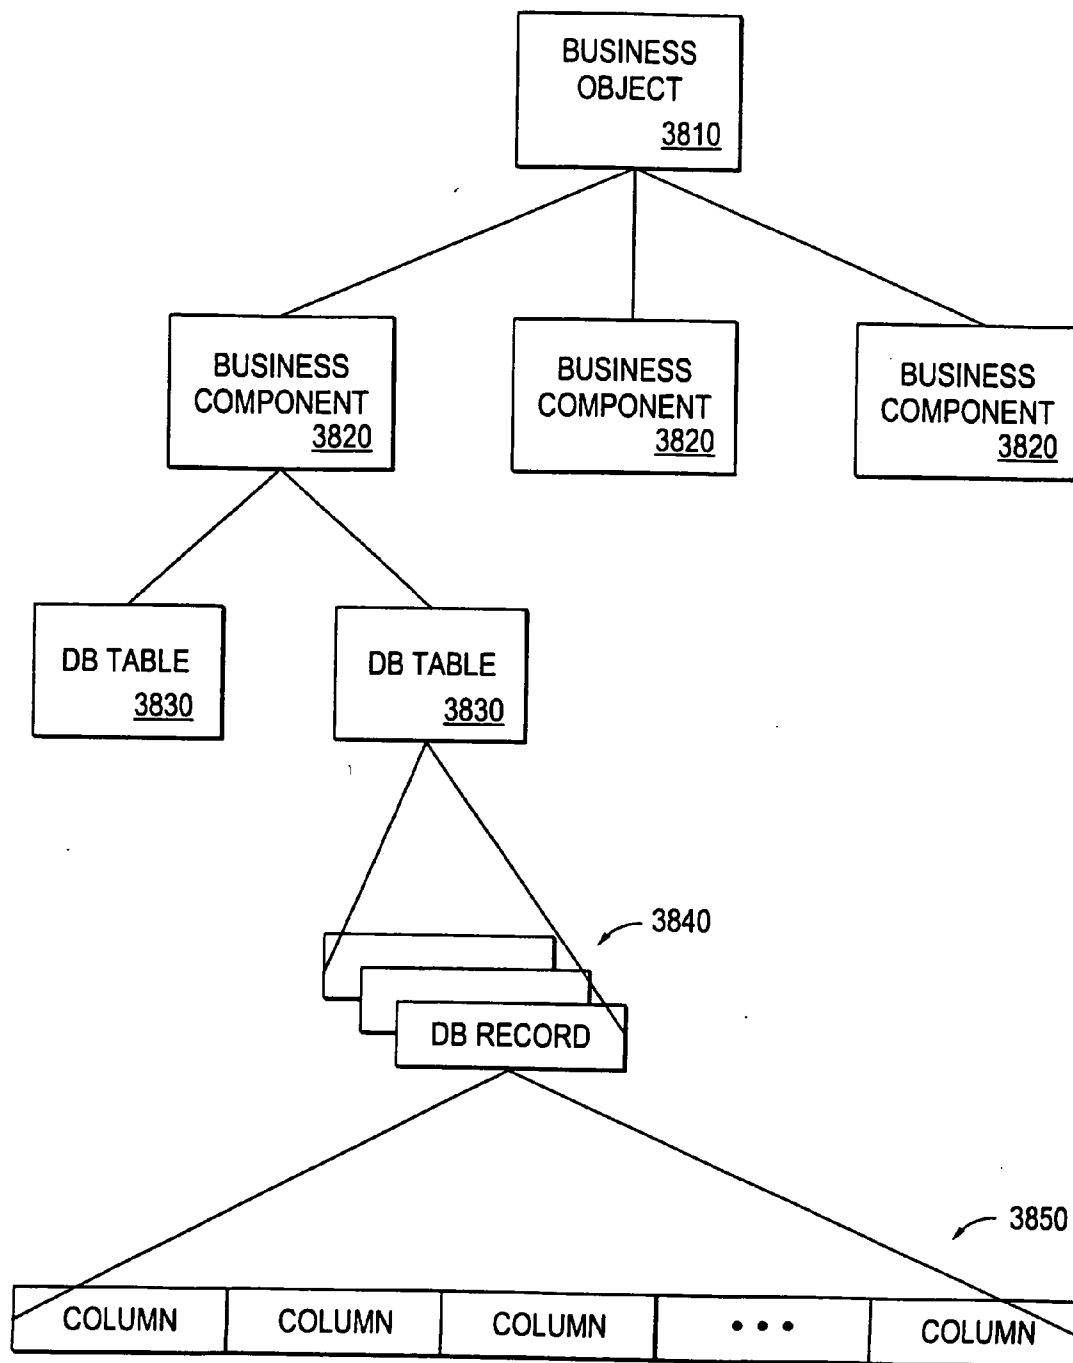 BUSINESS
OBJECT
3810
BUSINESS
COMPONENT
3820
BUSINESS
COMPONENT
3820
BUSINESS
COMPONENT
3820
DB TABLE
3830
DB TABLE
3830
3840
DB RECORD
3850
COLUMN
COLUMN
COLUMN
• • •
COLUMN